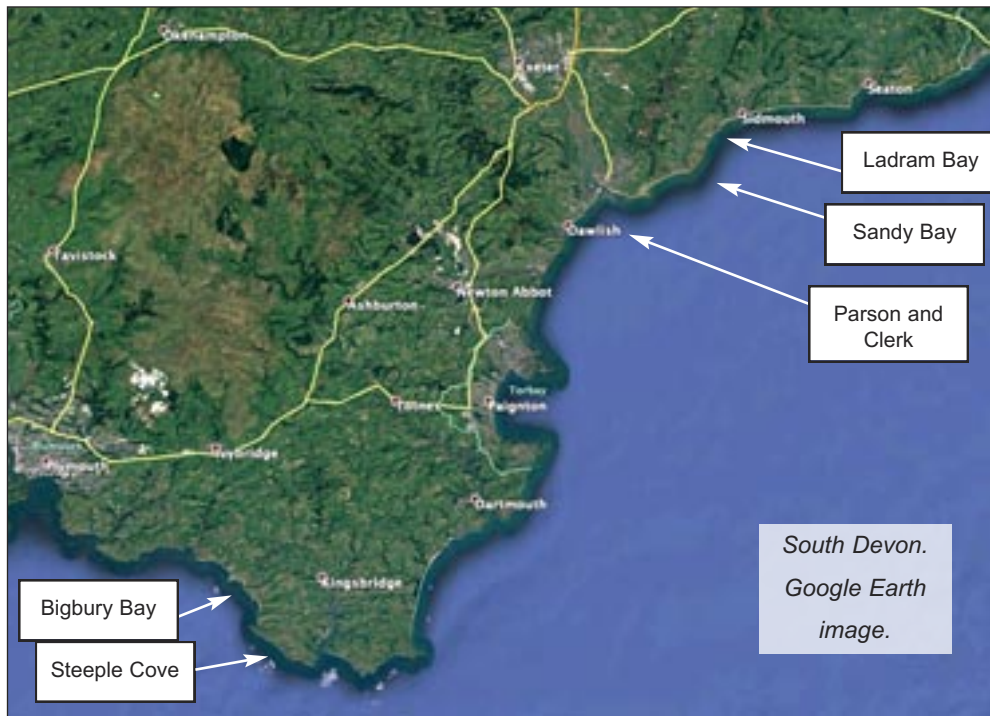 Okehampton
Exeter
Seaton
Sidmouth
Ladram Bay
Sandy Bay
Dawlish
Tavistock
Newton Abbot
Ashburton
Parson and
Clerk
Torbay
Totnes
Paignton
Ivybridge
Plymouth
Dartmouth
South Devon.
Google Earth
image.
Kingsbridge
Bigbury Bay
Steeple Cove